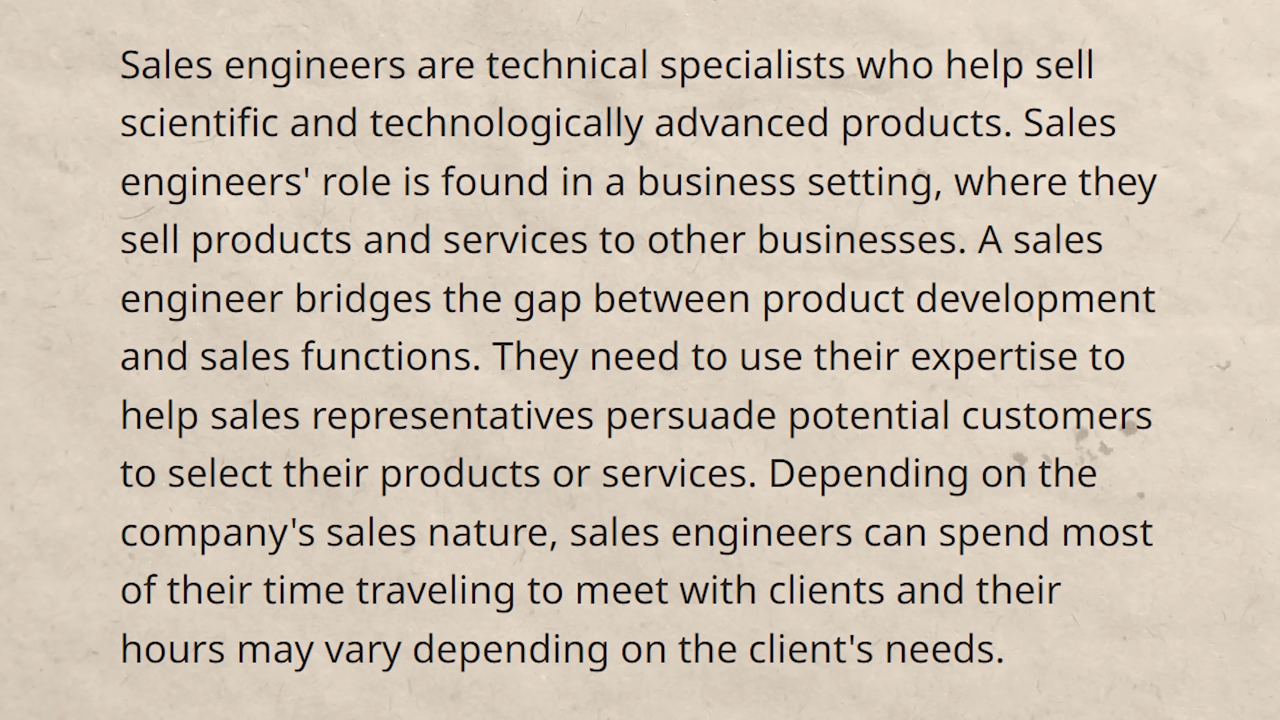 Sales engineers are technical specialists who help sell
scientific and technologically advanced products. Sales
engineers' role is found in a business setting, where they
sell products and services to other businesses. A sales
engineer bridges the gap between product development
and sales functions. They need to use their expertise to
help sales representatives persuade potential customers
to select their products or services. Depending on the
company's sales nature, sales engineers can spend most
of their time traveling to meet with clients and their
hours may vary depending on the client's needs.